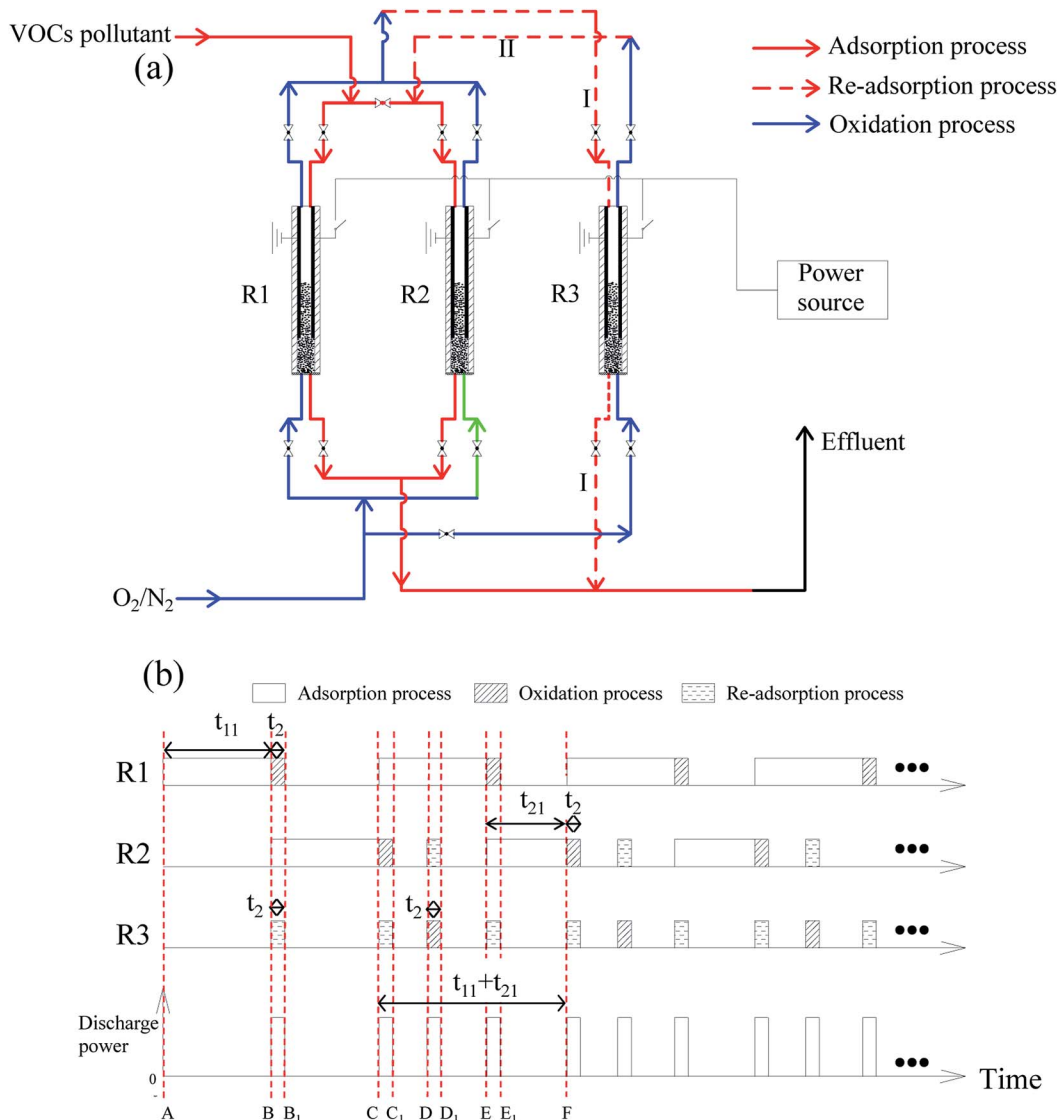 VOCs pollutant
(a)
II
I
Adsorption process
Re-adsorption process
Oxidation process
R1
R2
R3
Power
source
I
Effluent
O₂/N₂
(b)
Adsorption process
Oxidation process
Re-adsorption process
t₁₁
t₂
R1
t₂₁
t₂
R2
t₂
t₂
R3
t₁₁+t₂₁
Discharge
power
0
Time
A B B₁ C C₁ D D₁ E E₁ F